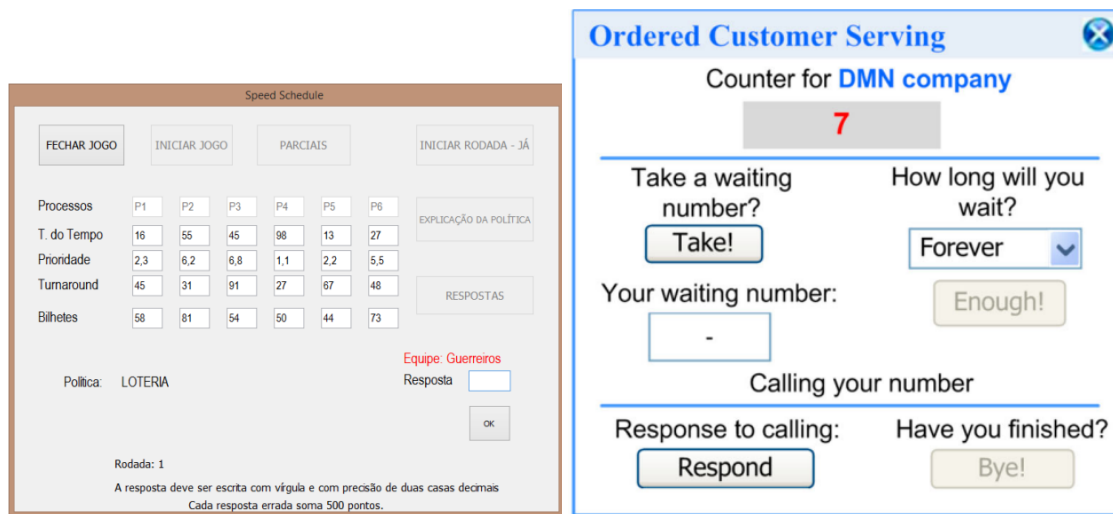 Speed Schedule
FECHAR JOGO INICIAR JOGO PARCIAIS INICIAR RODADA - JÁ
Processos P1 P2 P3 P4 P5 P6
EXPLICAÇÃO DA POLÍTICA
T. do Tempo 16 55 45 98 13 27
Prioridade 2,3 6,2 6,8 1,1 2,2 5,5
Turnaround 45 31 91 27 67 48
RESPOSTAS
Bilhetes 58 81 54 50 44 73
Equipe: Guerreiros
Política: LOTERIA Resposta
OK
Rodada: 1
A resposta deve ser escrita com vírgula e com precisão de duas casas decimais
Cada resposta errada soma 500 pontos.
Ordered Customer Serving
Counter for DMN company
7
Take a waiting
number?
Take!
How long will you
wait?
Forever
Enough!
Your waiting number:
-
Calling your number
Response to calling:
Respond
Have you finished?
Bye!